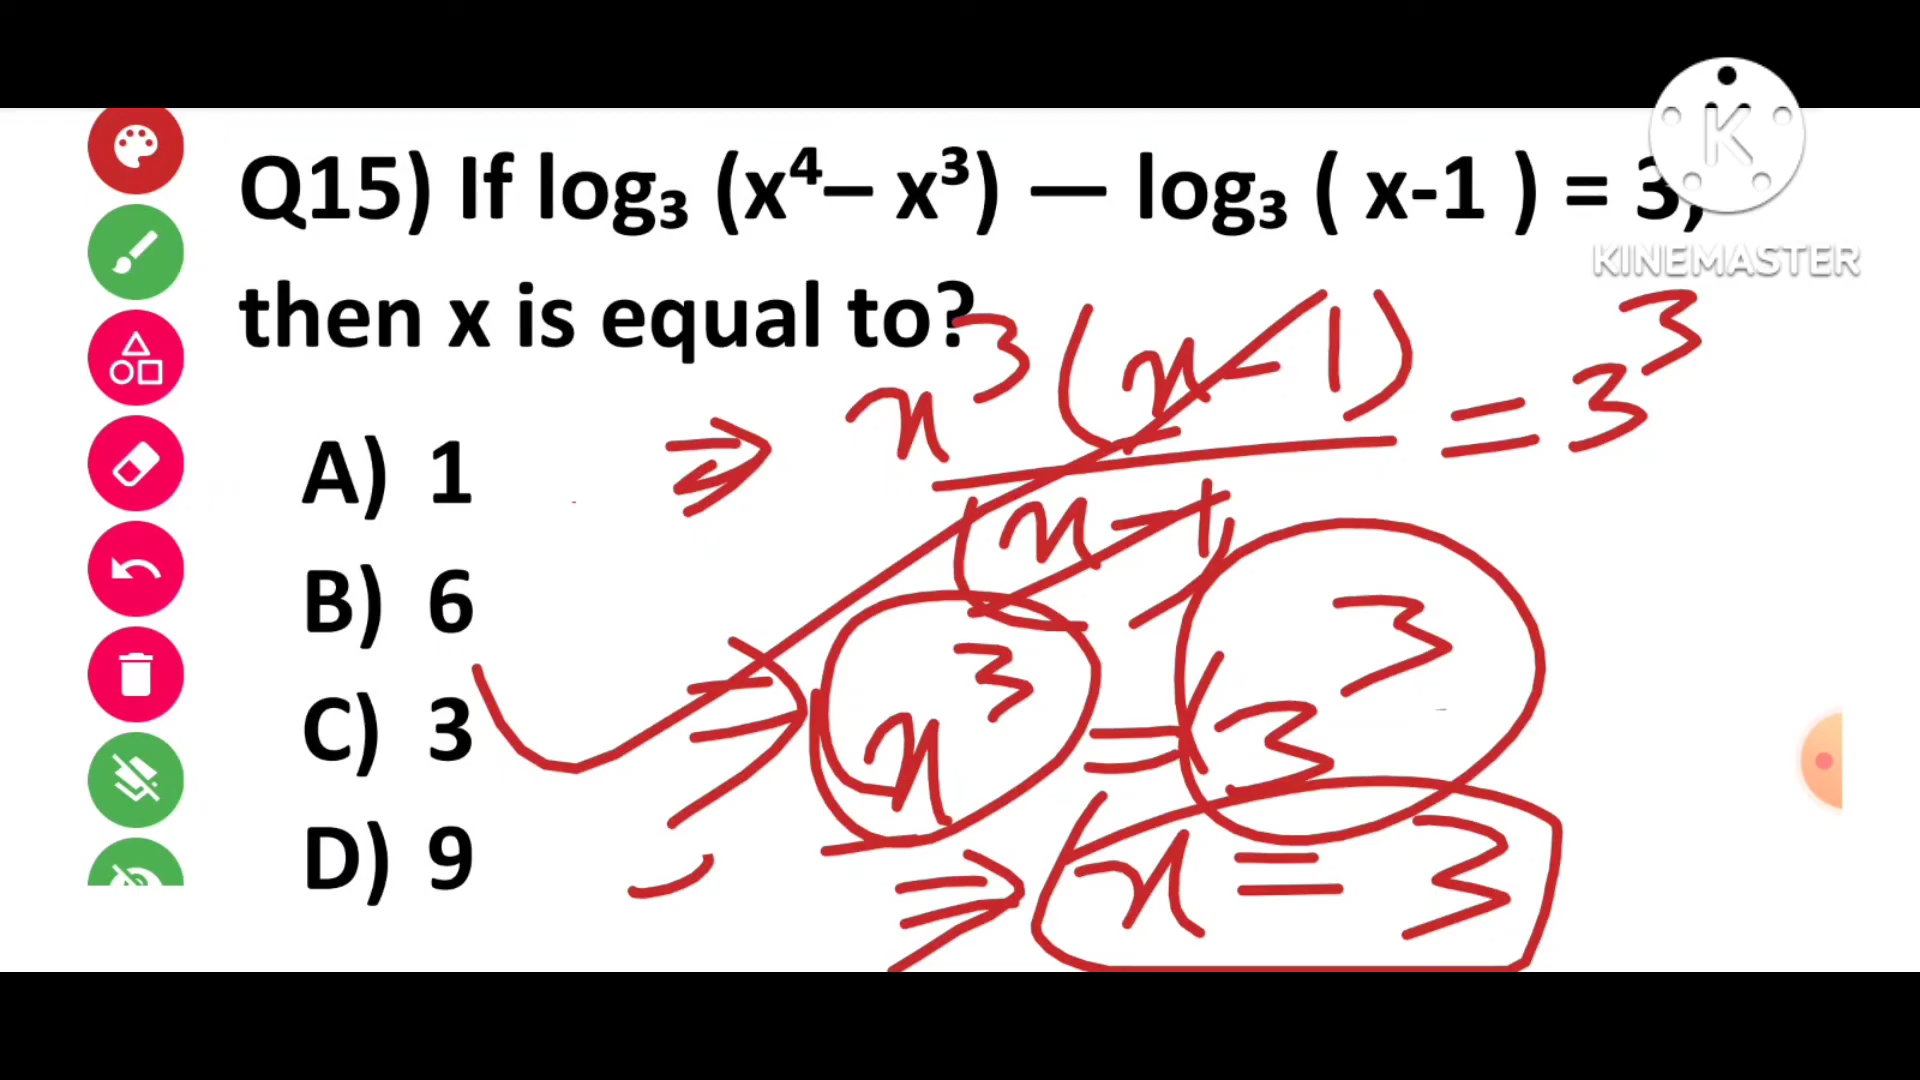 Q15) If log₃ (x⁴– x³) — log₃ ( x-1 ) = 3,
KINEMASTER
then x is equal to?
A) 1
⇒ x³(x-1) / (x-1) = 3³
B) 6
C) 3
⇒ x³ = 3³
D) 9
⇒ x = 3